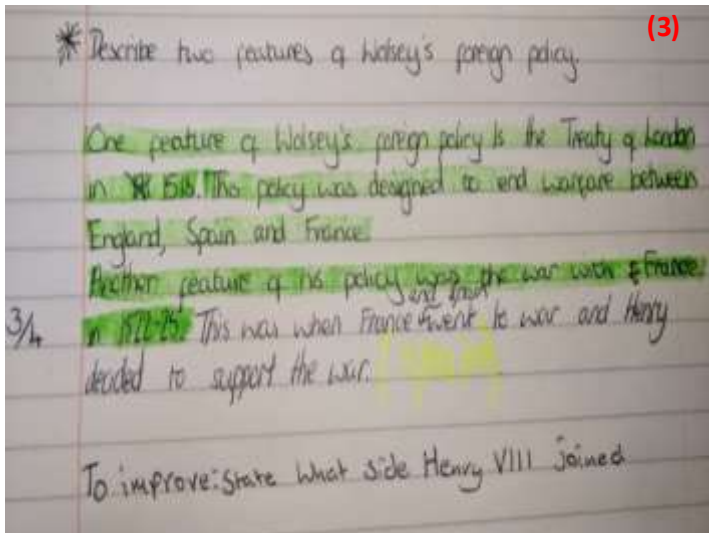 (3)
* Describe two features of Wolsey's foreign policy.
One feature of Wolsey's foreign policy is the Treaty of London
in 1518. This policy was designed to end warfare between
England, Spain and France.
Another feature of his policy was the war with France
in 1522-25. This was when France and went to war and Henry
decided to support the war.
3/4
To improve: State what side Henry VIII joined